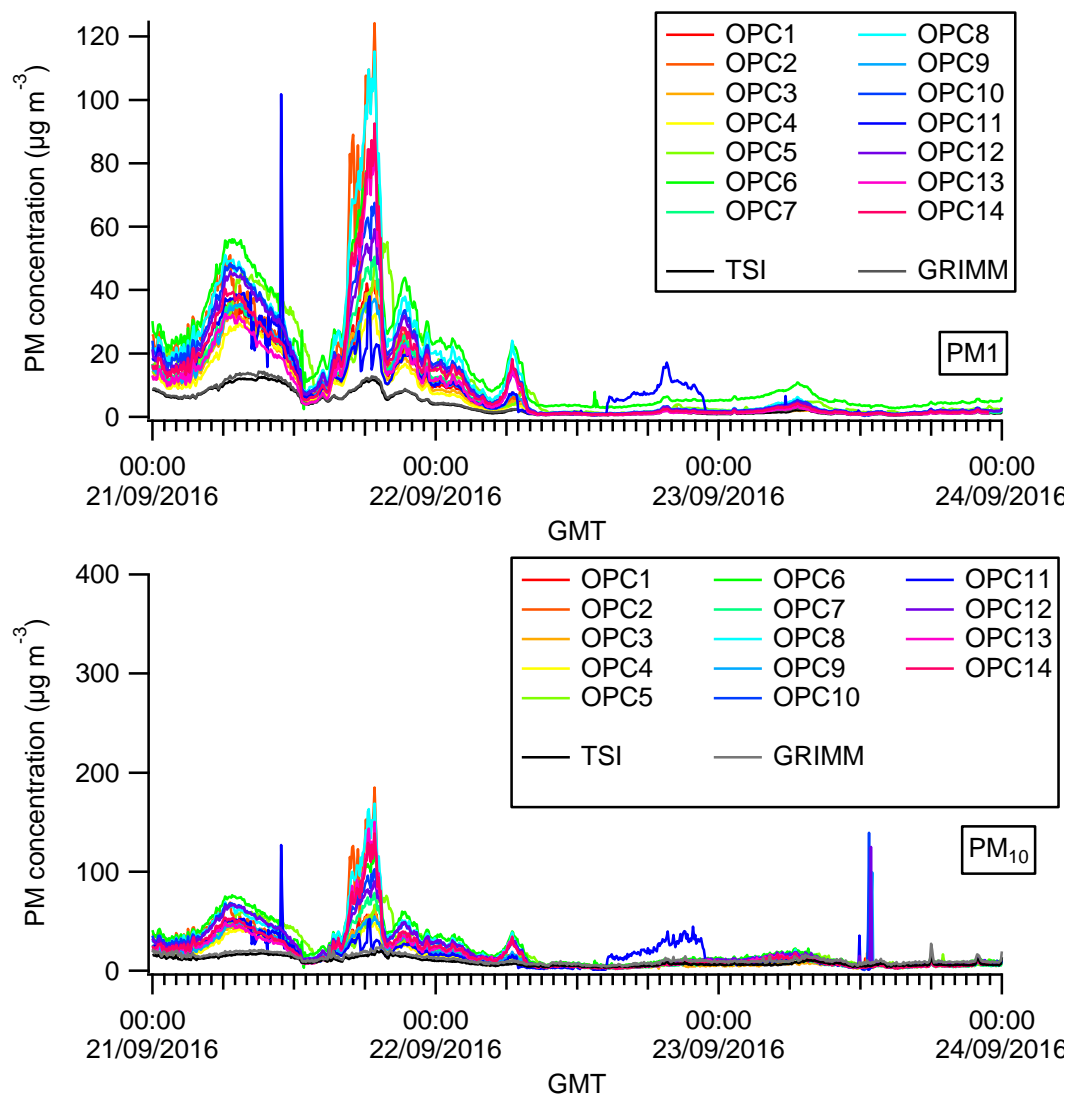 120
100
80
60
40
20
0
PM concentration (µg m⁻³)
OPC1 OPC8
OPC2 OPC9
OPC3 OPC10
OPC4 OPC11
OPC5 OPC12
OPC6 OPC13
OPC7 OPC14
TSI GRIMM
PM1
00:00 00:00 00:00 00:00
21/09/2016 22/09/2016 23/09/2016 24/09/2016
GMT
400
300
200
100
0
PM concentration (µg m⁻³)
OPC1 OPC6 OPC11
OPC2 OPC7 OPC12
OPC3 OPC8 OPC13
OPC4 OPC9 OPC14
OPC5 OPC10
TSI GRIMM
PM₁₀
00:00 00:00 00:00 00:00
21/09/2016 22/09/2016 23/09/2016 24/09/2016
GMT